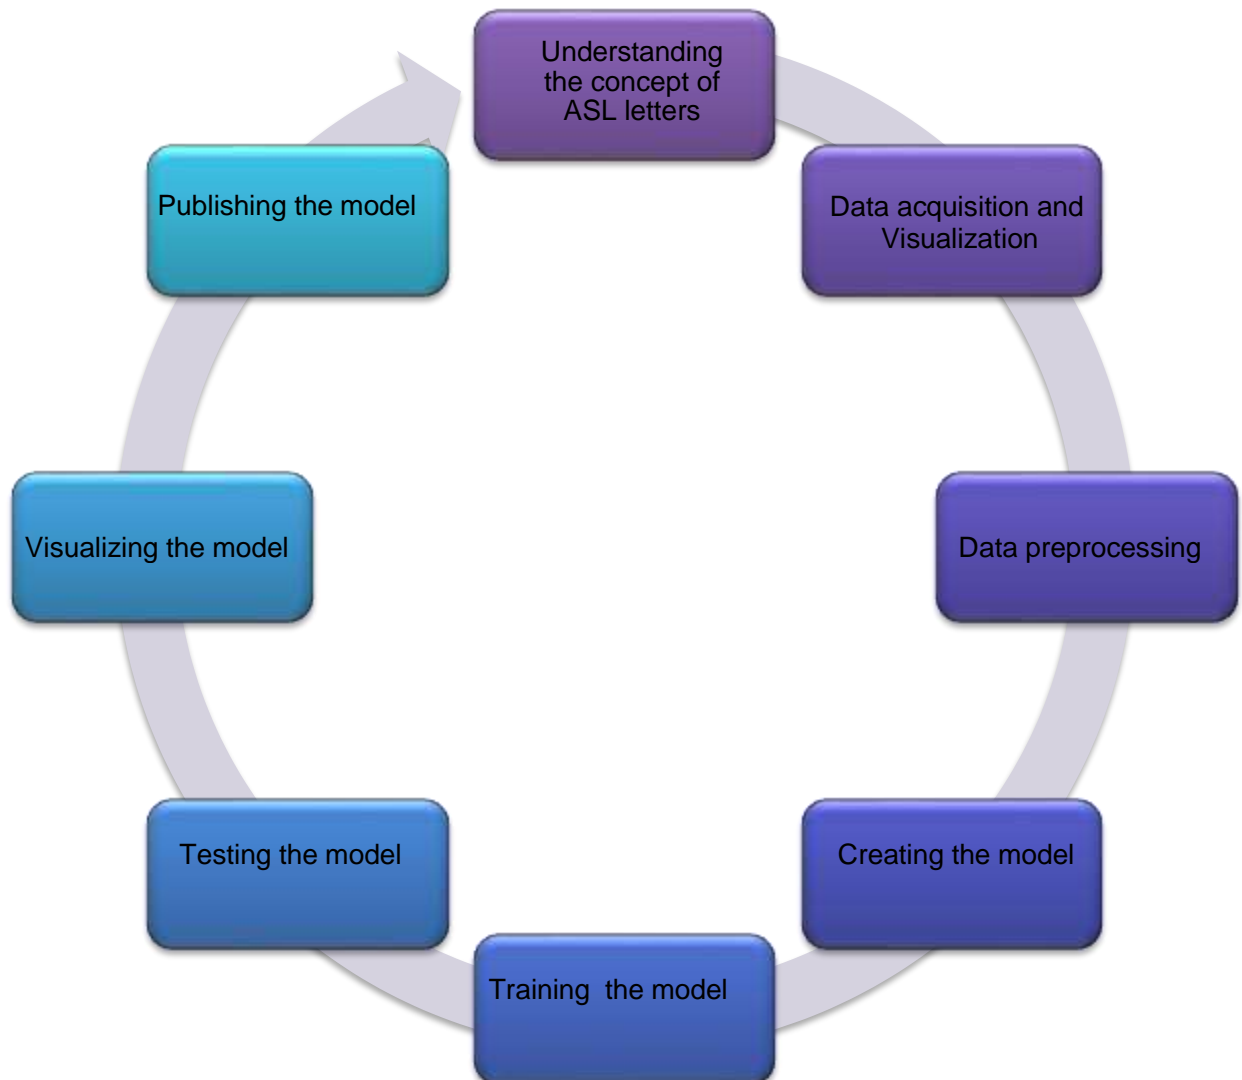 Understanding
the concept of
ASL letters
Data acquisition and
Visualization
Data preprocessing
Creating the model
Training  the model
Testing the model
Visualizing the model
Publishing the model